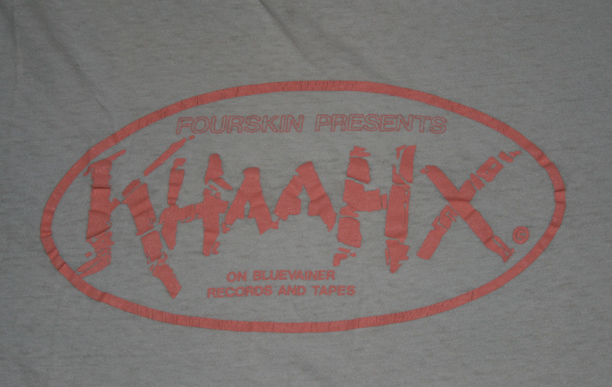 FOURSKIN PRESENTS
KHAAHX.®
ON BLUEVAINER
RECORDS AND TAPES